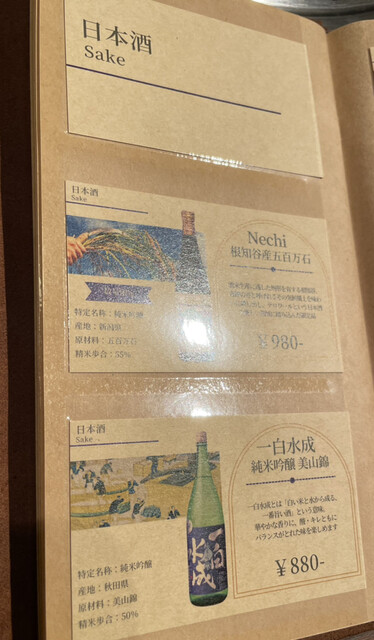 日本酒
Sake
日本酒
Sake
Nechi
根知谷産五百万石
特定名称：純米吟醸
産地：新潟県
原材料：五百万石
精米歩合：55%
¥980-
日本酒
Sake
一白水成
純米吟醸 美山錦
一白水成とは「白い米と水から成る、
一番旨い酒」という意味。
華やかな香りに、酸・キレともに
バランスがとれた味を楽しめます
¥880-
特定名称：純米吟醸
産地：秋田県
原材料：美山錦
精米歩合：50%
一白
水成